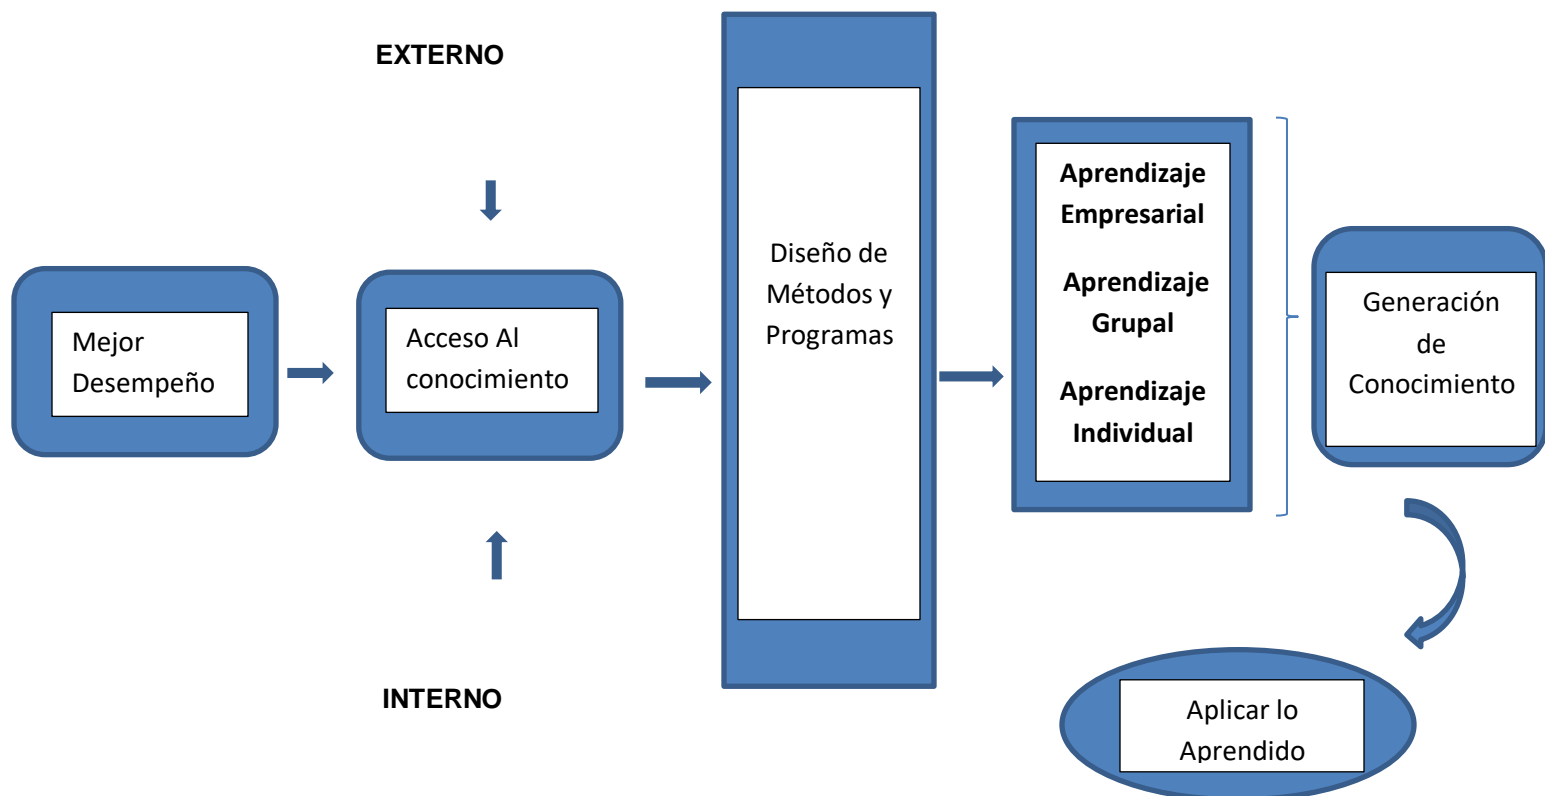 EXTERNO
Mejor
Desempeño
Acceso Al
conocimiento
INTERNO
Diseño de
Métodos y
Programas
Aprendizaje
Empresarial
Aprendizaje
Grupal
Aprendizaje
Individual
Generación
de
Conocimiento
Aplicar lo
Aprendido